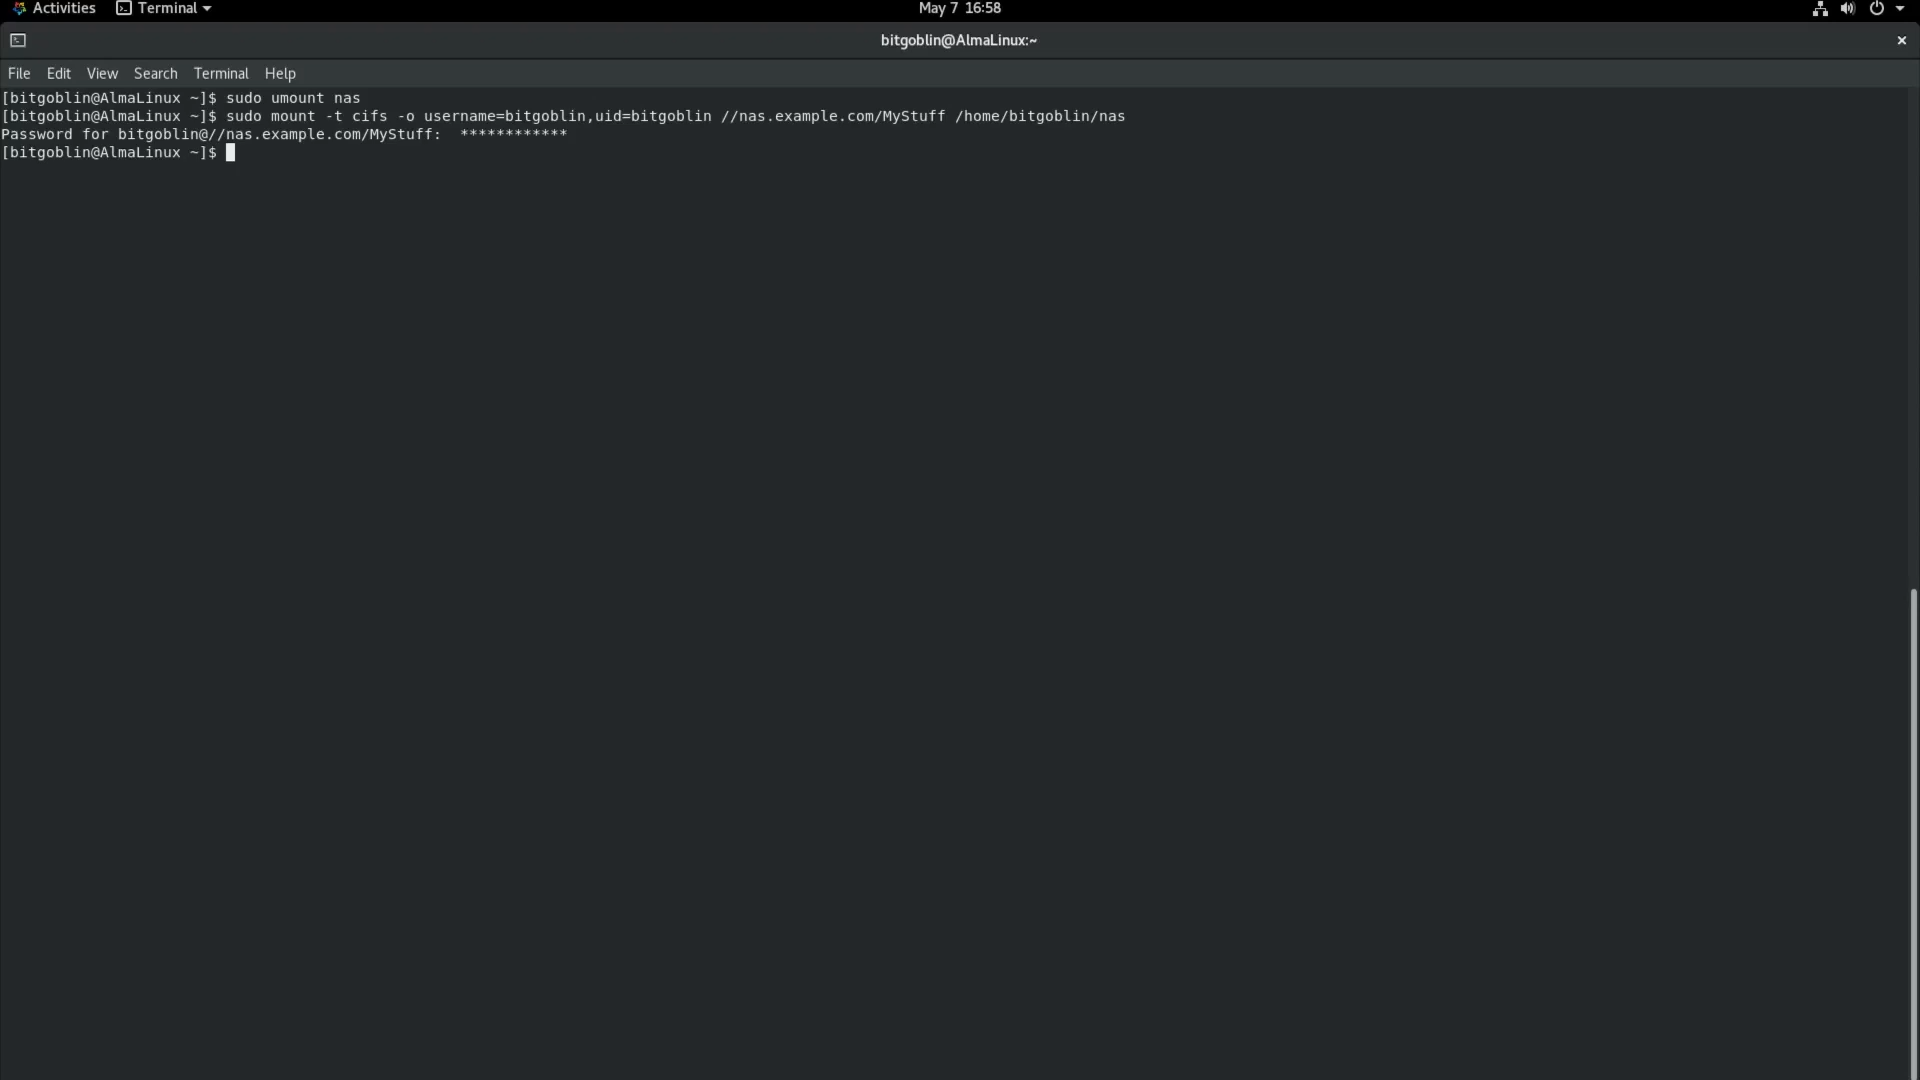 Activities Terminal May 7 16:58
bitgoblin@AlmaLinux:~
File Edit View Search Terminal Help
[bitgoblin@AlmaLinux ~]$ sudo umount nas
[bitgoblin@AlmaLinux ~]$ sudo mount -t cifs -o username=bitgoblin,uid=bitgoblin //nas.example.com/MyStuff /home/bitgoblin/nas
Password for bitgoblin@//nas.example.com/MyStuff:  ************
[bitgoblin@AlmaLinux ~]$